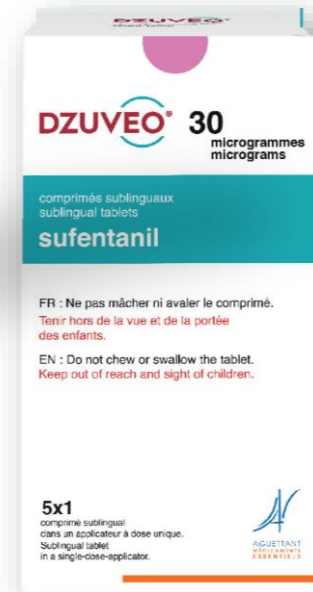 DZUVEO®
DZUVEO® 30
microgrammes
micrograms
comprimés sublinguaux
sublingual tablets
sufentanil
FR : Ne pas mâcher ni avaler le comprimé.
Tenir hors de la vue et de la portée
des enfants.
EN : Do not chew or swallow the tablet.
Keep out of reach and sight of children.
5x1
comprimé sublingual
dans un applicateur à dose unique.
Sublingual tablet
in a single-dose-applicator.
AGUETTANT
MÉDICAMENTS
ESSENTIELS